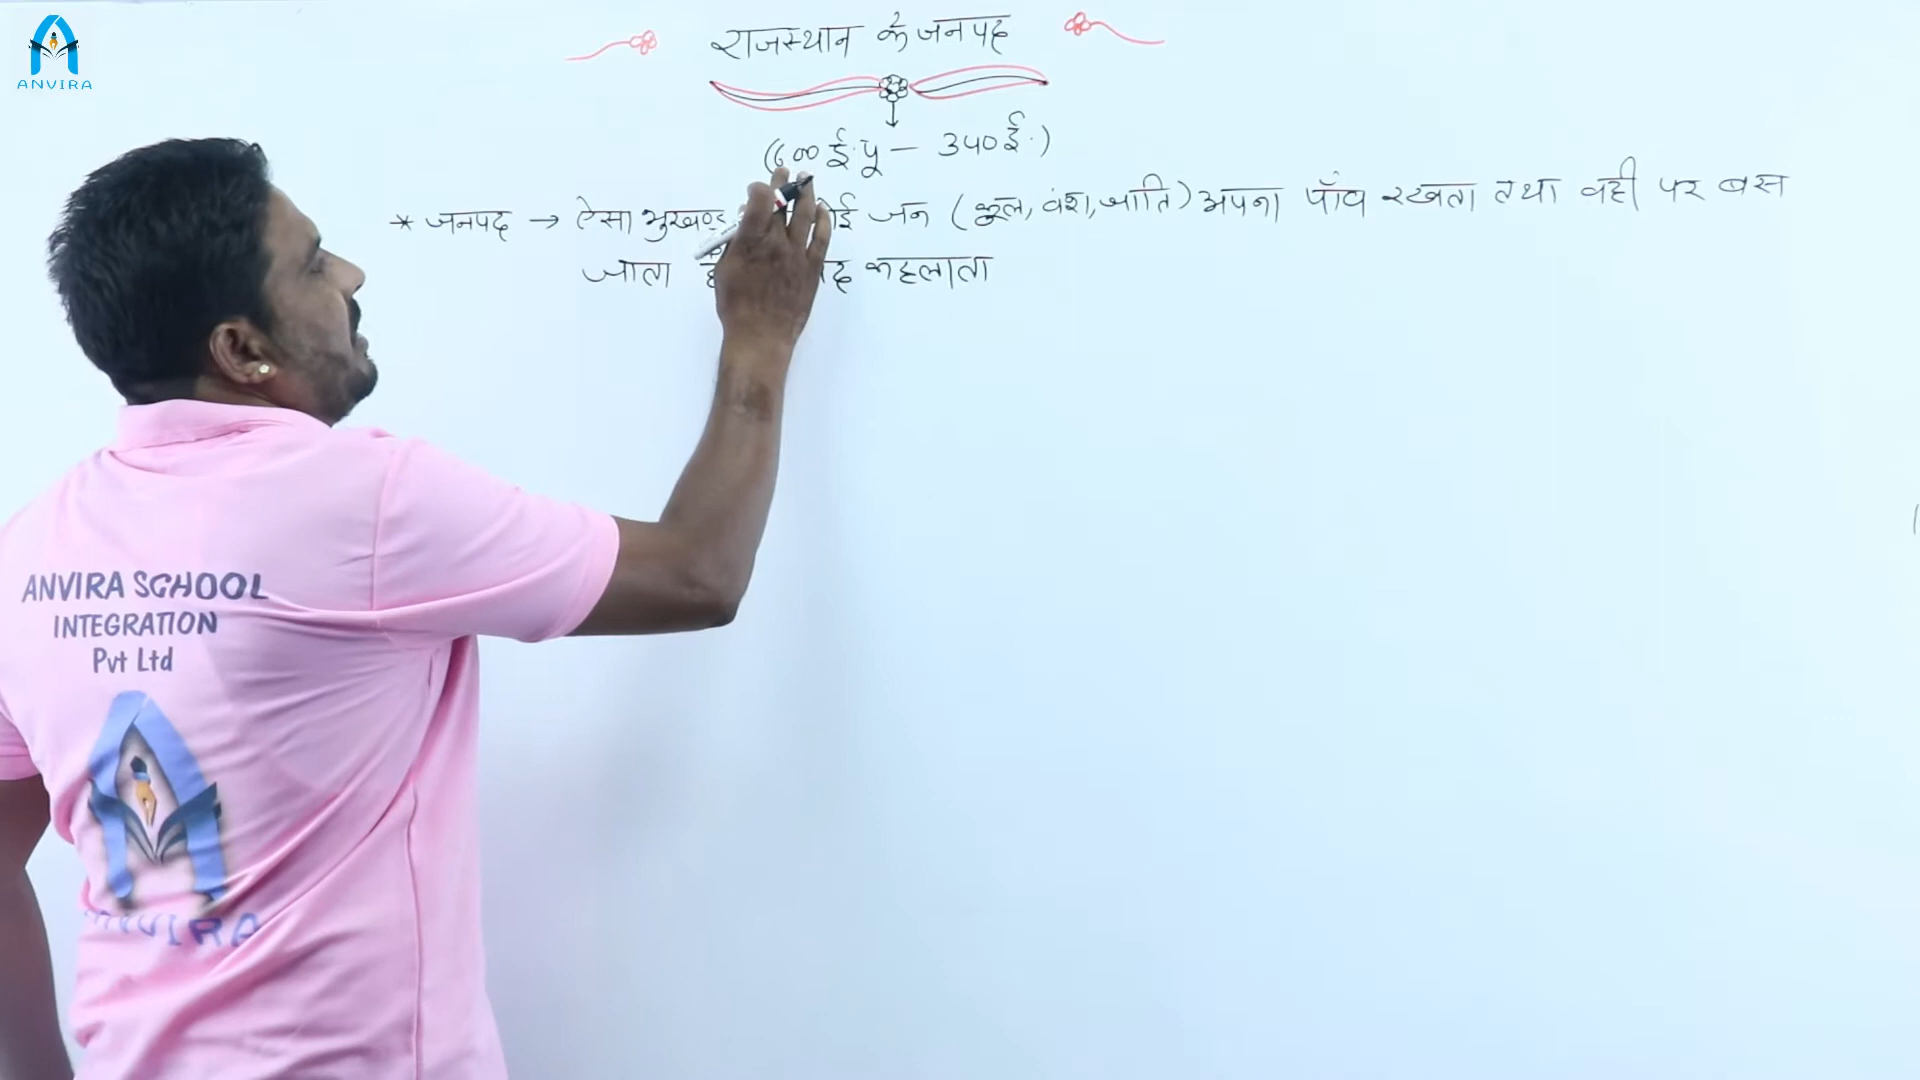 ANVIRA
राजस्थान के जनपद
(600 ई.पू — 340 ई.)
* जनपद → ऐसा भुखण्ड जन (कूल, वंश, जाति) अपना पाँव रखता तथा वही पर बस
जाता कहलाता
ANVIRA SCHOOL
INTEGRATION
Pvt Ltd
ANVIRA